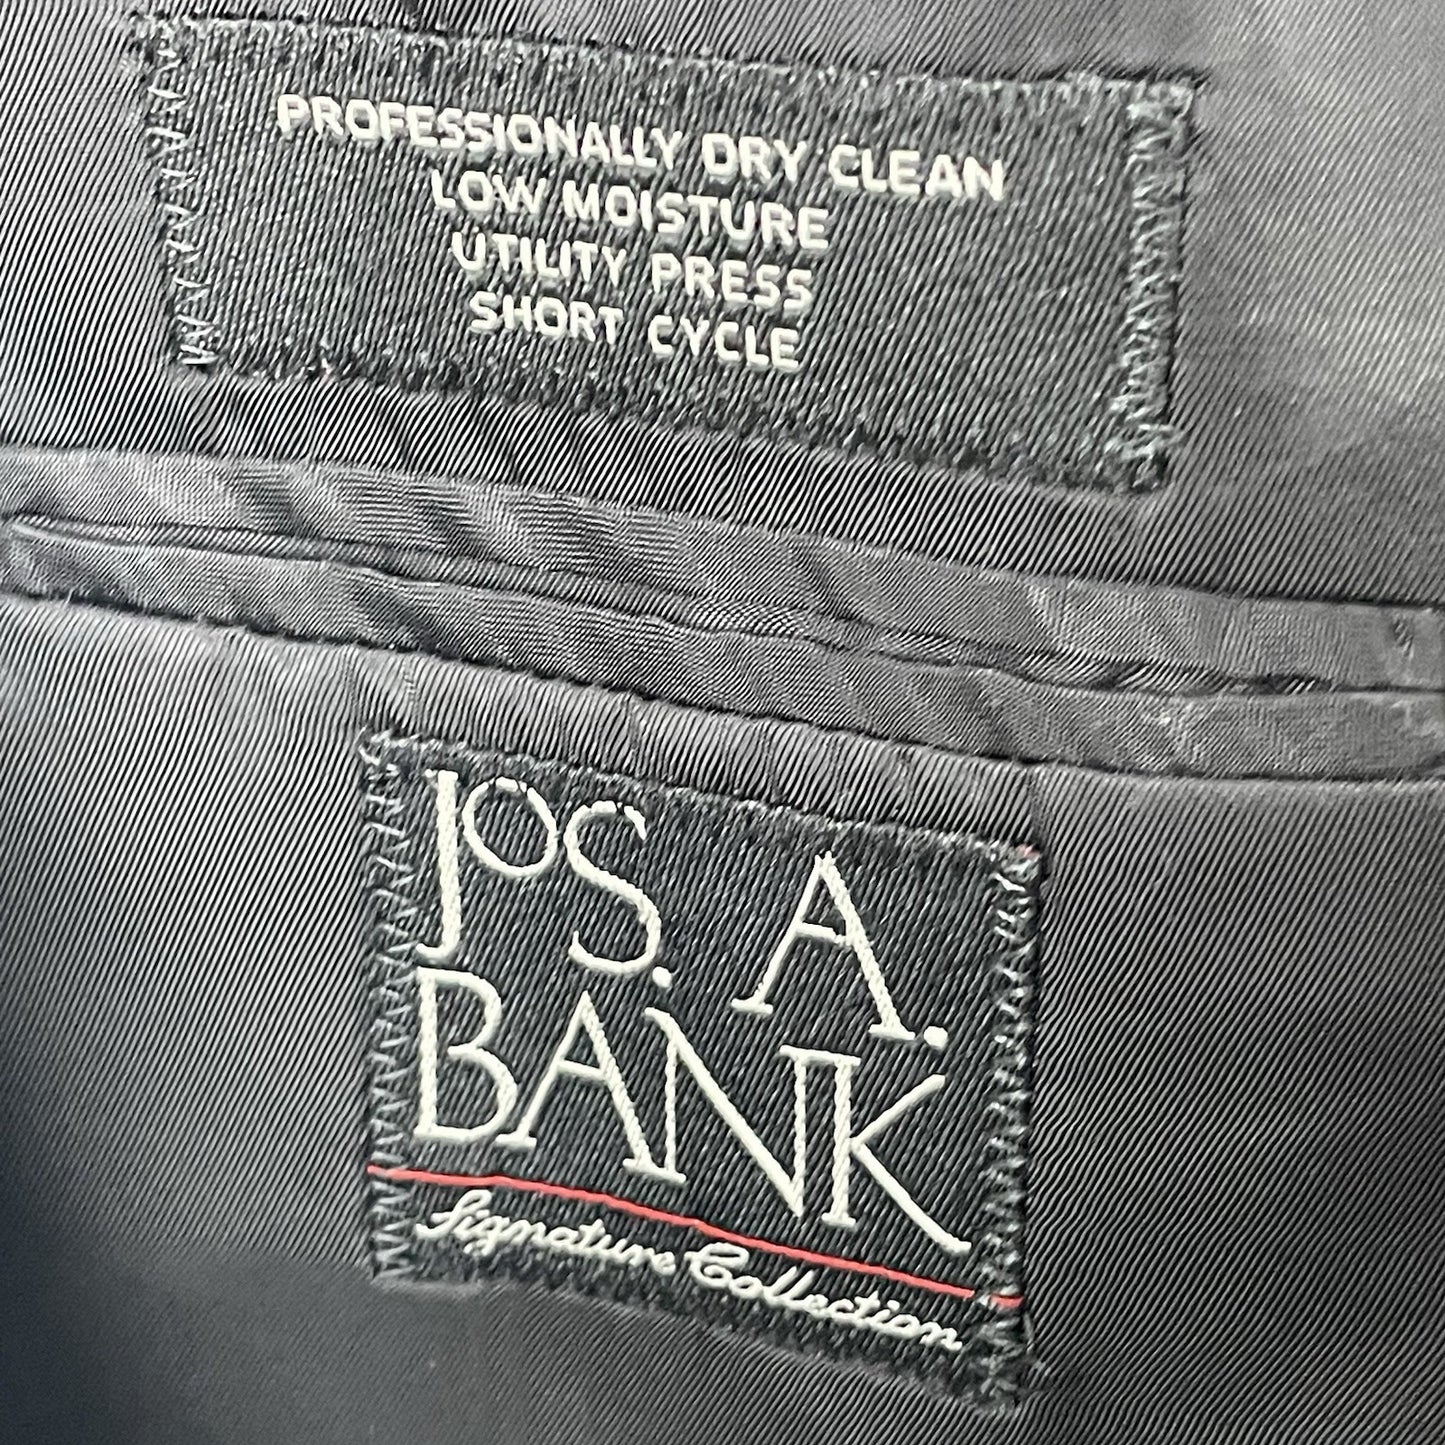 PROFESSIONALLY DRY CLEAN
LOW MOISTURE
UTILITY PRESS
SHORT CYCLE
JOS. A.
BANK
Signature Collection